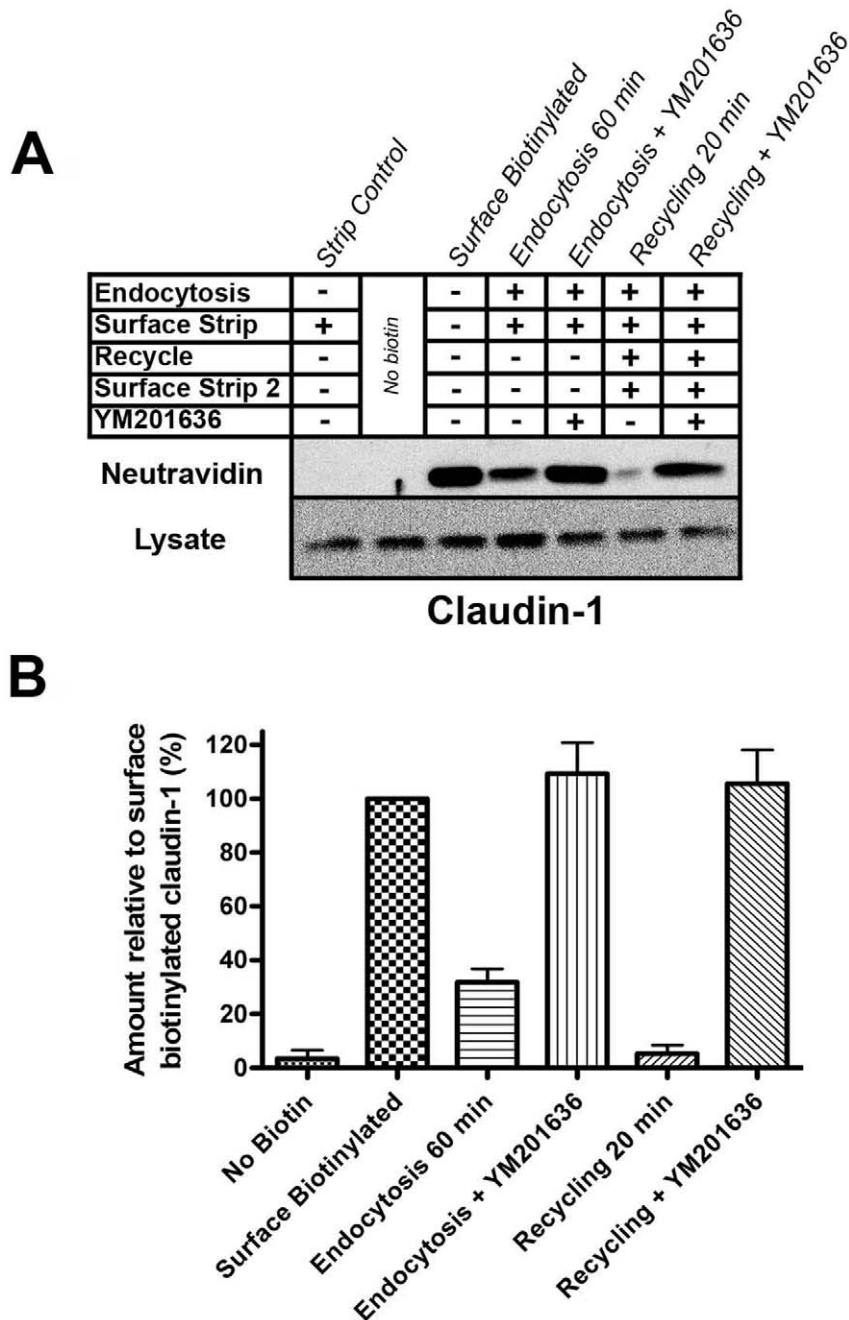 A
Strip Control
Surface Biotinylated
Endocytosis 60 min
Endocytosis + YM201636
Recycling 20 min
Recycling + YM201636
Endocytosis - No biotin - + + + +
Surface Strip + - + + + +
Recycle - - - - + +
Surface Strip 2 - - - - + +
YM201636 - - - + - +
Neutravidin
Lysate
Claudin-1
B
Amount relative to surface
biotinylated claudin-1 (%)
120
100
80
60
40
20
0
No Biotin
Surface Biotinylated
Endocytosis 60 min
Endocytosis + YM201636
Recycling 20 min
Recycling + YM201636